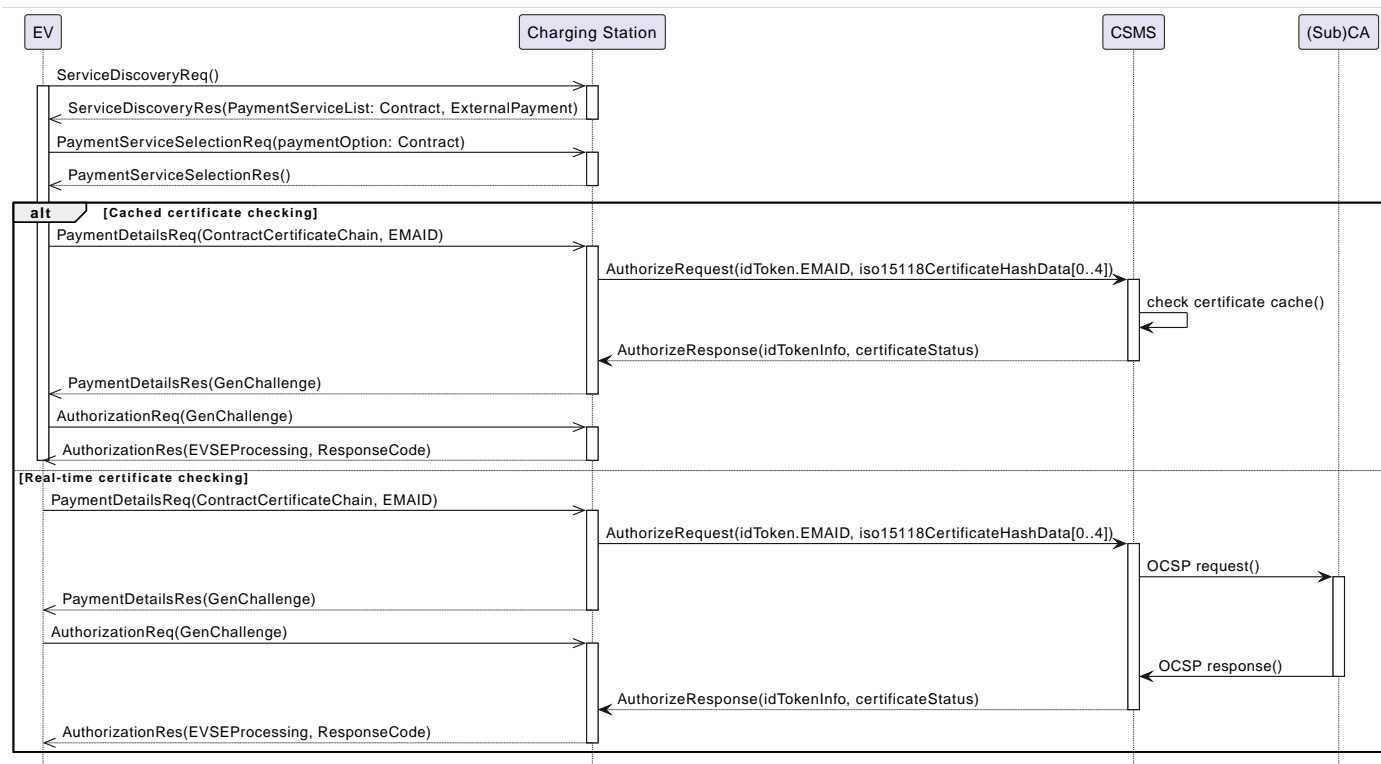 EV
Charging Station
CSMS
(Sub)CA
ServiceDiscoveryReq()
ServiceDiscoveryRes(PaymentServiceList: Contract, ExternalPayment)
PaymentServiceSelectionReq(paymentOption: Contract)
PaymentServiceSelectionRes()
alt
[Cached certificate checking]
PaymentDetailsReq(ContractCertificateChain, EMAID)
AuthorizeRequest(idToken.EMAID, iso15118CertificateHashData[0..4])
check certificate cache()
AuthorizeResponse(idTokenInfo, certificateStatus)
PaymentDetailsRes(GenChallenge)
AuthorizationReq(GenChallenge)
AuthorizationRes(EVSEProcessing, ResponseCode)
[Real-time certificate checking]
PaymentDetailsReq(ContractCertificateChain, EMAID)
AuthorizeRequest(idToken.EMAID, iso15118CertificateHashData[0..4])
OCSP request()
PaymentDetailsRes(GenChallenge)
AuthorizationReq(GenChallenge)
OCSP response()
AuthorizeResponse(idTokenInfo, certificateStatus)
AuthorizationRes(EVSEProcessing, ResponseCode)